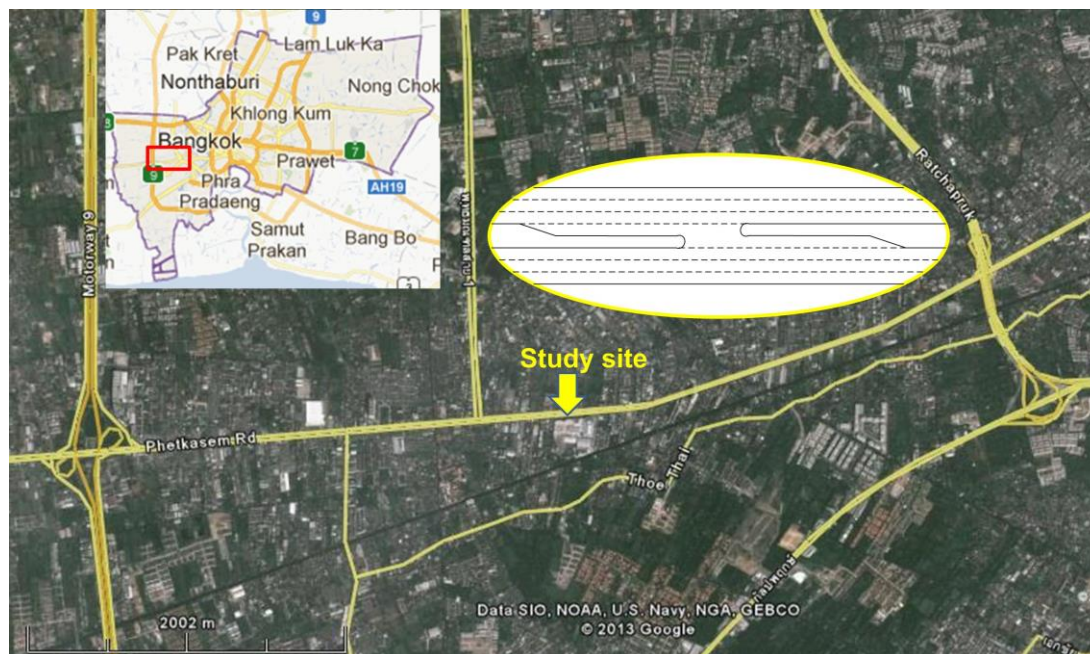 9
Pak Kret
Lam Luk Ka
Nonthaburi
Nong Chok
Khlong Kum
Bangkok
7
Prawet
9
Phra
Pradaeng
AH19
Samut
Prakan
Bang Bo
Motorway 9
Ratchapruk
Study site
Phetkasem Rd
Thoe Thai
Data SIO, NOAA, U.S. Navy, NGA, GEBCO
© 2013 Google
2002 m